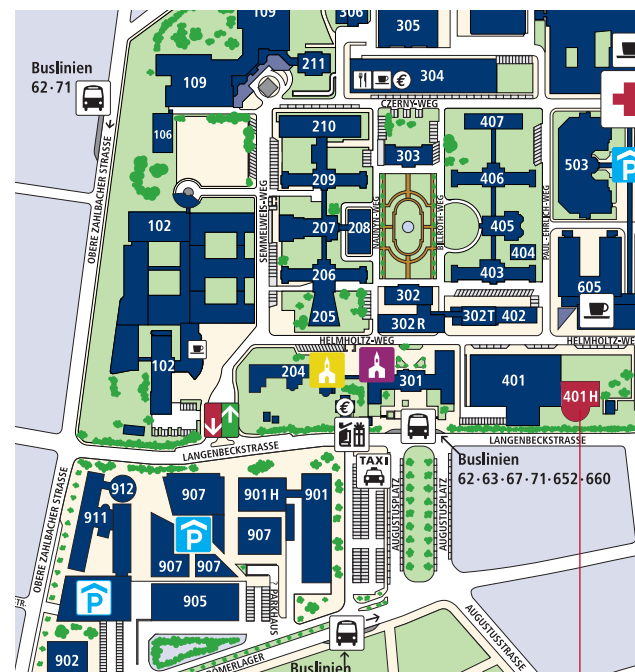 109
306
305
211
304
€
CZERNY-WEG
Buslinien
62·71
109
106
210
407
303
503
P
209
406
OBERE ZAHLBACHER STRASSE
SEMMELWEIS-WEG
NAUNYN-WEG
BILLROTH-WEG
PAUL-EHRLICH-WEG
102
207
208
405
404
206
403
605
205
302
302 R
302T
402
HELMHOLTZ-WEG
HELMHOLTZ-WEG
102
204
301
401
401 H
€
LANGENBECKSTRASSE
LANGENBECKSTRASSE
TAXI
Buslinien
62·63·67·71·652·660
OBERE ZAHLBACHER STRASSE
912
911
907
901 H
901
907
P
907
907
AUGUSTUSPLATZ
AUGUSTUSPLATZ
P
905
PARKHAUS
902
AUGUSTUSSTRASSE
Buslinien